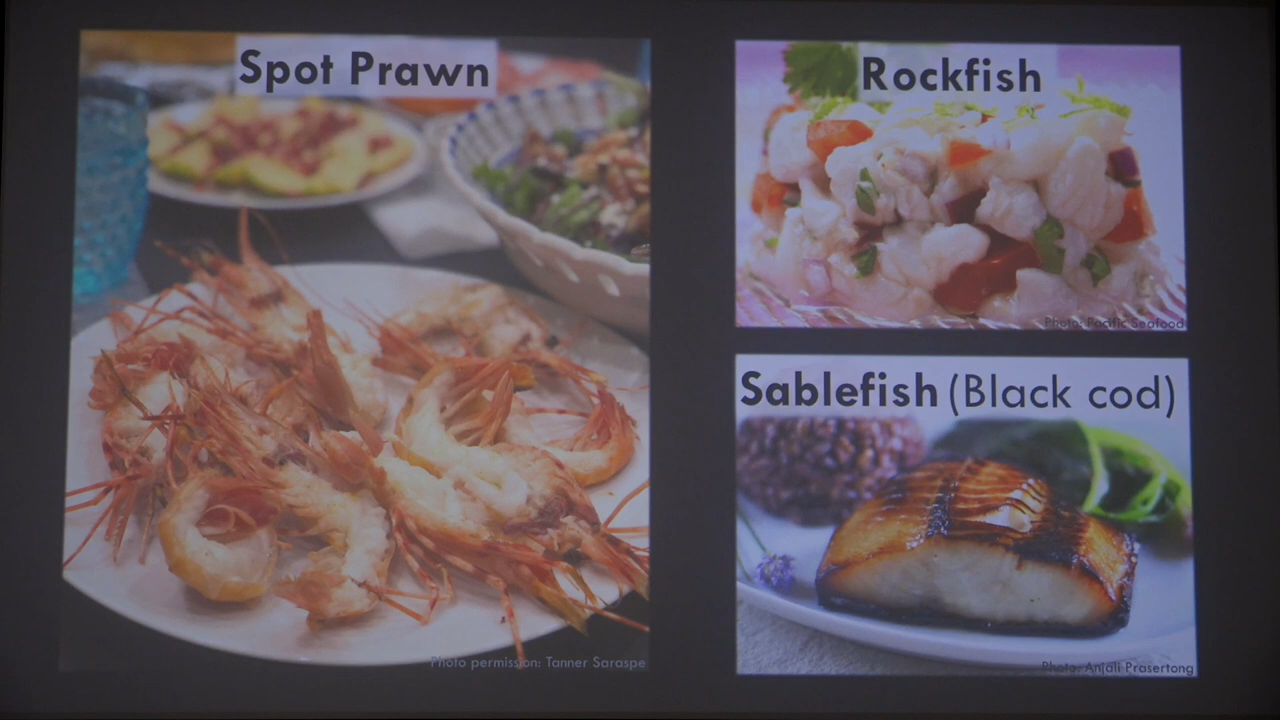 Spot Prawn
Photo permission: Tanner Saraspe
Rockfish
Photo: Pacific Seafood
Sablefish (Black cod)
Photo: Anjali Prasertong